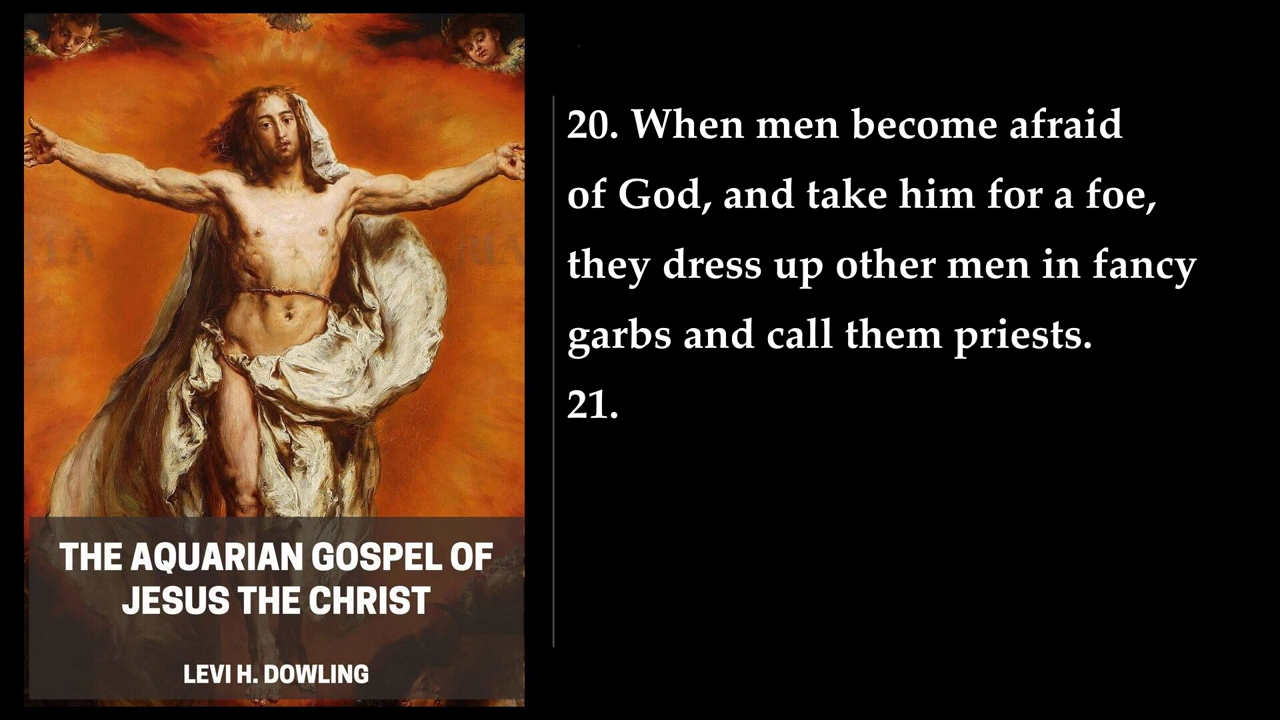 20. When men become afraid
of God, and take him for a foe,
they dress up other men in fancy
garbs and call them priests.
21.
THE AQUARIAN GOSPEL OF
JESUS THE CHRIST
LEVI H. DOWLING